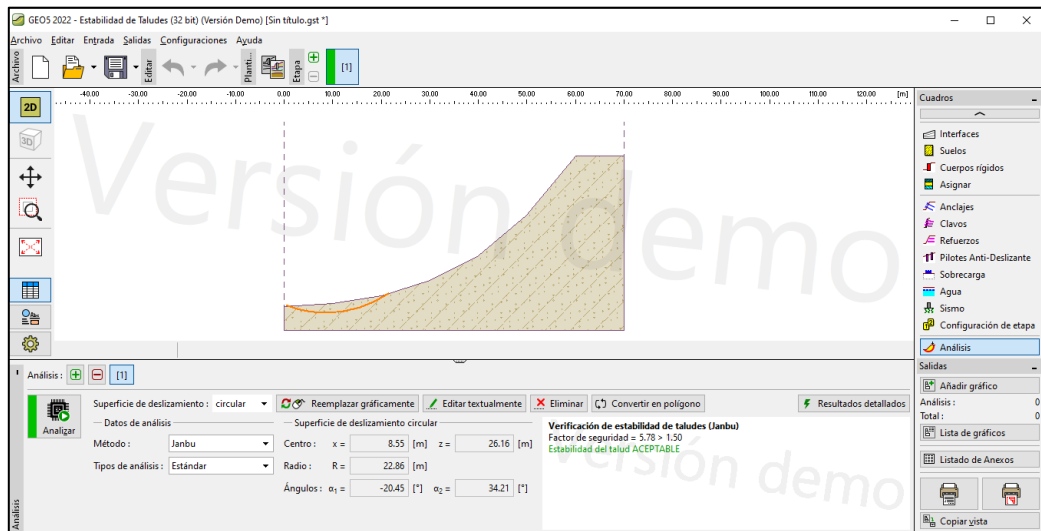 GEO5 2022 - Estabilidad de Taludes (32 bit) (Versión Demo) [Sin título.gst *]
Archivo Editar Entrada Salidas Configuraciones Ayuda
Archivo
Editar
Planti...
Etapa
[1]
2D
3D
-40.00 -30.00 -20.00 -10.00 0.00 10.00 20.00 30.00 40.00 50.00 60.00 70.00 80.00 90.00 100.00 110.00 120.00 [m]
Versión demo
Cuadros
Interfaces
Suelos
Cuerpos rígidos
Asignar
Anclajes
Clavos
Refuerzos
Pilotes Anti-Deslizante
Sobrecarga
Agua
Sismo
Configuración de etapa
Análisis
Salidas
Añadir gráfico
Análisis : 0
Total : 0
Lista de gráficos
Listado de Anexos
Copiar vista
Análisis : [1]
Analizar
Superficie de deslizamiento : circular
Reemplazar gráficamente
Editar textualmente
Eliminar
Convertir en polígono
Resultados detallados
Datos de análisis
Método : Janbu
Tipos de análisis : Estándar
Superficie de deslizamiento circular
Centro : x = 8.55 [m] z = 26.16 [m]
Radio : R = 22.86 [m]
Ángulos : α1 = -20.45 [°] α2 = 34.21 [°]
Verificación de estabilidad de taludes (Janbu)
Factor de seguridad = 5.78 > 1.50
Estabilidad del talud ACEPTABLE
Versión demo
Análisis